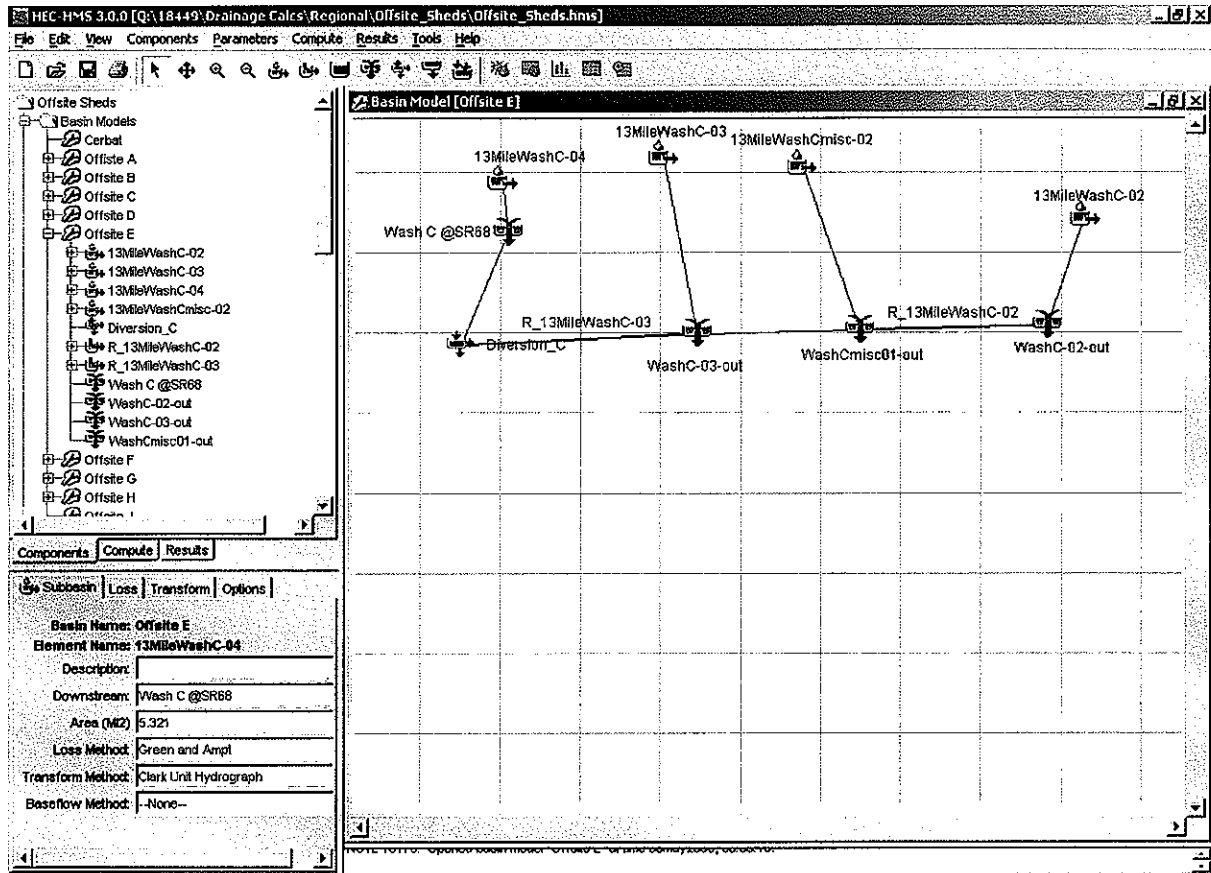 HEC-HMS 3.0.0 [Q:\18449\Drainage Calcs\Regional\Offsite_Sheds\Offsite_Sheds.hms]
File Edit View Components Parameters Compute Results Tools Help
Offsite Sheds
Basin Models
Cerbat
Offiste A
Offsite B
Offsite C
Offsite D
Offsite E
13MileWashC-02
13MileWashC-03
13MileWashC-04
13MileWashCmisc-02
Diversion_C
R_13MileWashC-02
R_13MileWashC-03
Wash C @SR68
WashC-02-out
WashC-03-out
WashCmisc01-out
Offsite F
Offsite G
Offsite H
Components Compute Results
Subbasin Loss Transform Options
Basin Name: Offsite E
Element Name: 13MileWashC-04
Description:
Downstream: Wash C @SR68
Area (MI2) 5.321
Loss Method: Green and Ampt
Transform Method: Clark Unit Hydrograph
Baseflow Method: --None--
Basin Model [Offsite E]
13MileWashC-04
13MileWashC-03
13MileWashCmisc-02
13MileWashC-02
Wash C @SR68
R_13MileWashC-03
R_13MileWashC-02
Diversion_C
WashC-03-out
WashCmisc01-out
WashC-02-out